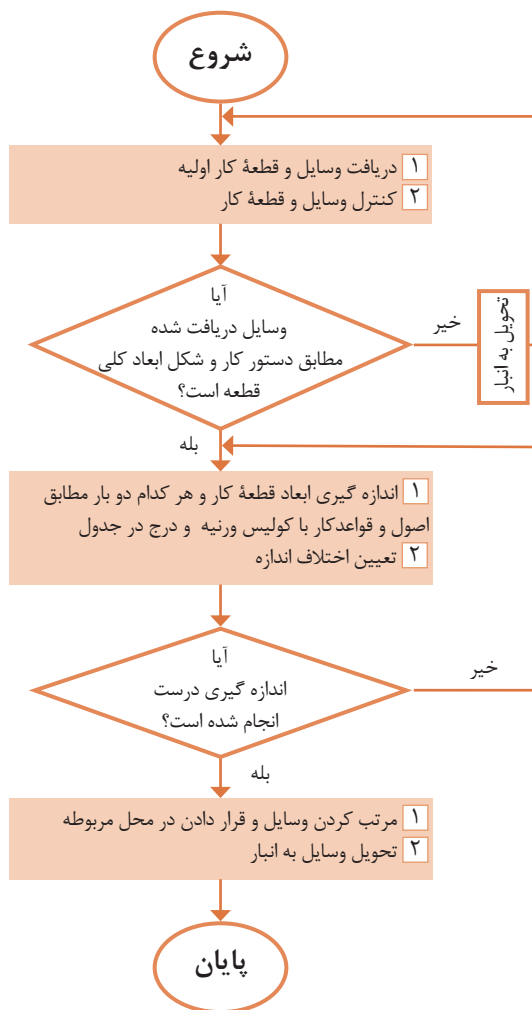 شروع
۱ دریافت وسایل و قطعهٔ کار اولیه
۲ کنترل وسایل و قطعهٔ کار
آیا
وسایل دریافت شده
مطابق دستور کار و شکل ابعاد کلی
قطعه است؟
خیر
تحویل به انبار
بله
۱ اندازه گیری ابعاد قطعهٔ کار و هر کدام دو بار مطابق
اصول و قواعدکار با کولیس ورنیه و درج در جدول
۲ تعیین اختلاف اندازه
آیا
اندازه گیری درست
انجام شده است؟
خیر
بله
۱ مرتب کردن وسایل و قرار دادن در محل مربوطه
۲ تحویل وسایل به انبار
پایان